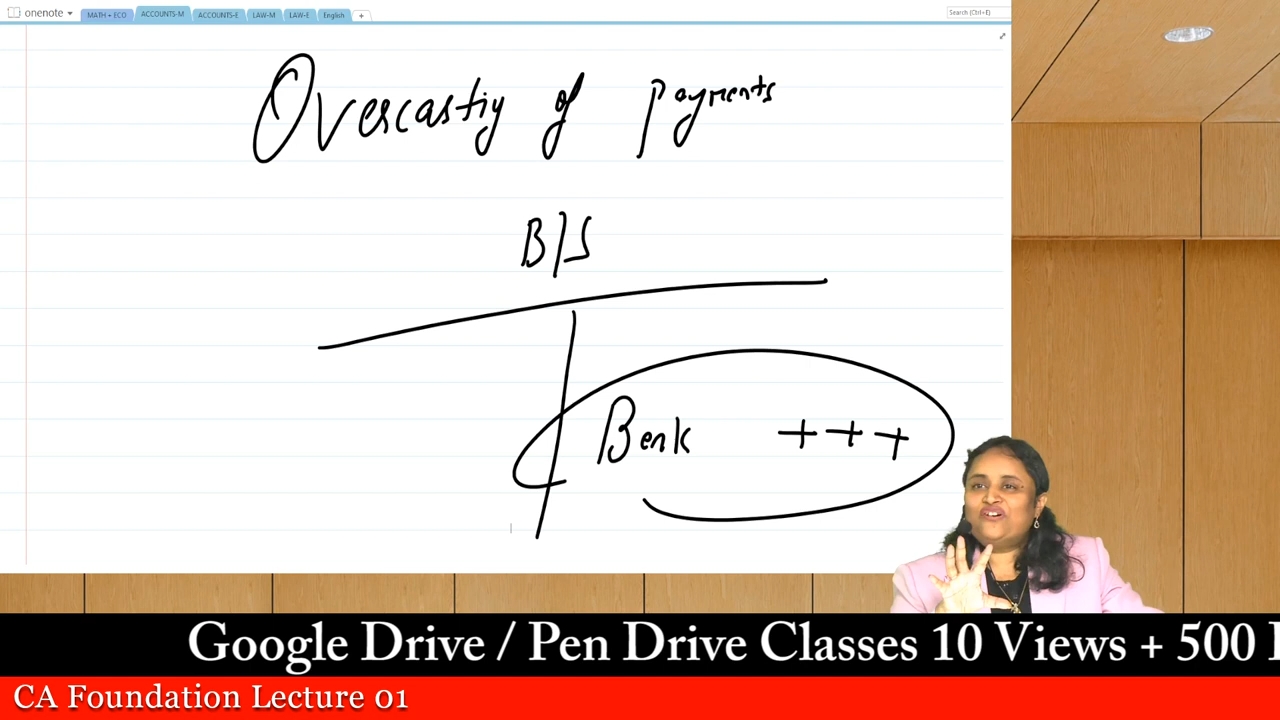 onenote MATH + ECO ACCOUNTS-M ACCOUNTS-E LAW-M LAW-E English + Search (Ctrl+E)
Overcasting of payments
B/S
Bank +++
Google Drive / Pen Drive Classes 10 Views + 500
CA Foundation Lecture 01